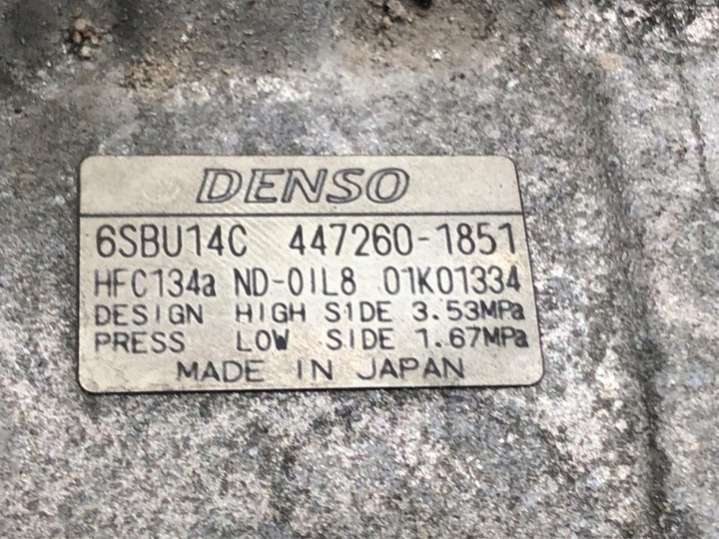 DENSO
6SBU14C 447260-1851
HFC134a ND-OIL8 01K01334
DESIGN HIGH SIDE 3.53MPa
PRESS LOW SIDE 1.67MPa
MADE IN JAPAN